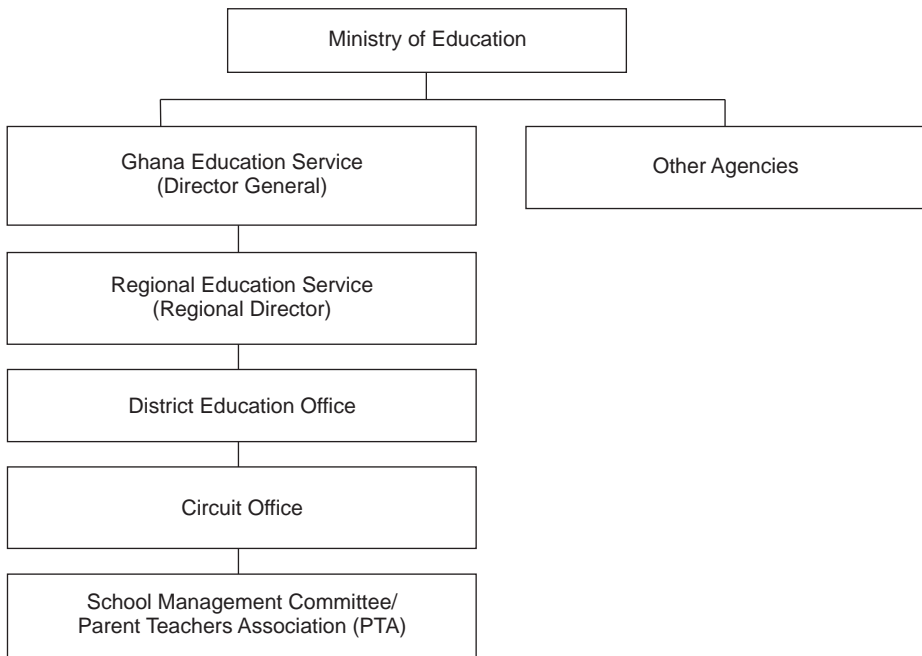 Ministry of Education
Ghana Education Service
(Director General)
Other Agencies
Regional Education Service
(Regional Director)
District Education Office
Circuit Office
School Management Committee/
Parent Teachers Association (PTA)